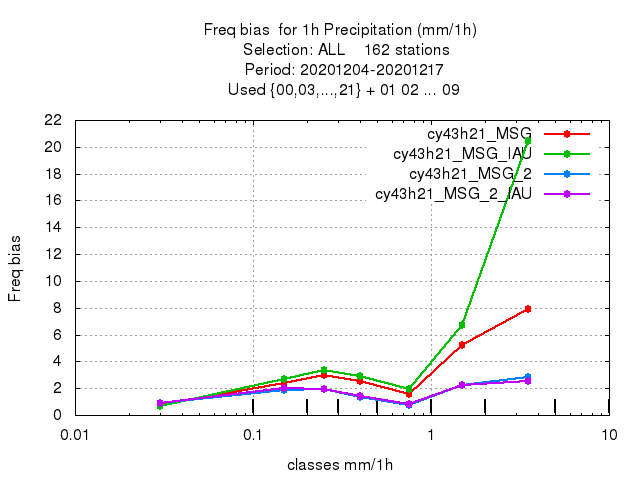 Freq bias  for 1h Precipitation (mm/1h)
Selection: ALL    162 stations
Period: 20201204-20201217
Used {00,03,...,21} + 01 02 ... 09
cy43h21_MSG
cy43h21_MSG_IAU
cy43h21_MSG_2
cy43h21_MSG_2_IAU
22
20
18
16
14
12
10
8
6
4
2
0
Freq bias
0.01
0.1
1
10
classes mm/1h